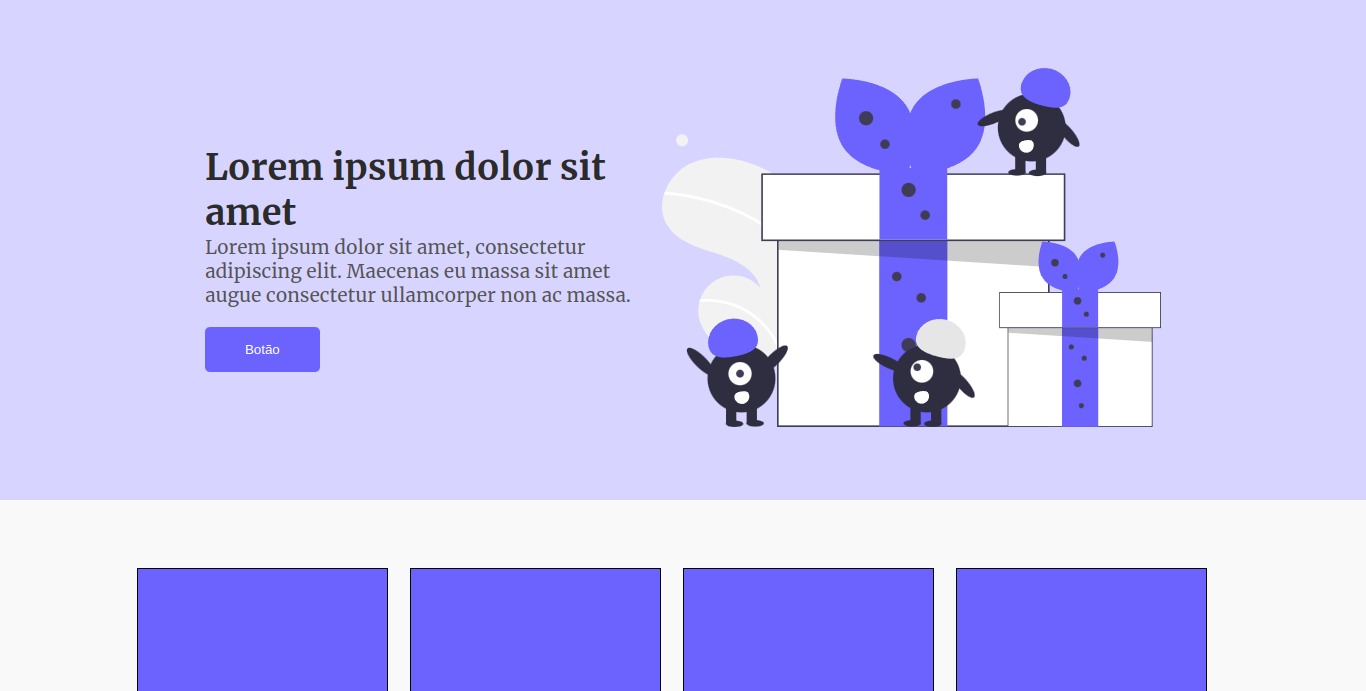 Lorem ipsum dolor sit
amet
Lorem ipsum dolor sit amet, consectetur
adipiscing elit. Maecenas eu massa sit amet
augue consectetur ullamcorper non ac massa.
Botão